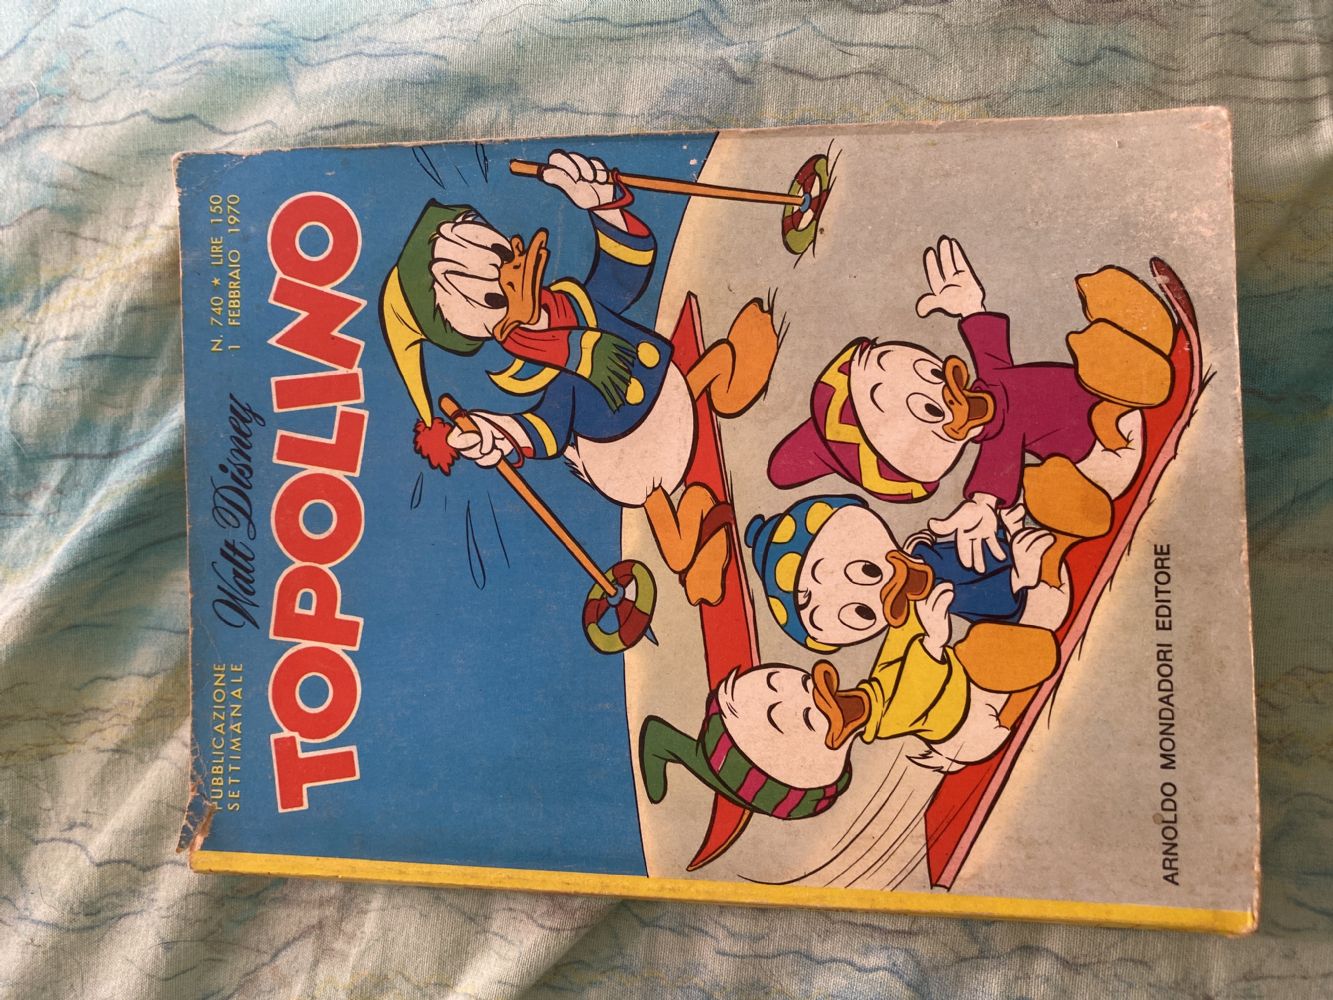 PUBBLICAZIONE
SETTIMANALE
Walt Disney
N. 740 ★ LIRE 150
1 FEBBRAIO 1970
TOPOLINO
ARNOLDO MONDADORI EDITORE